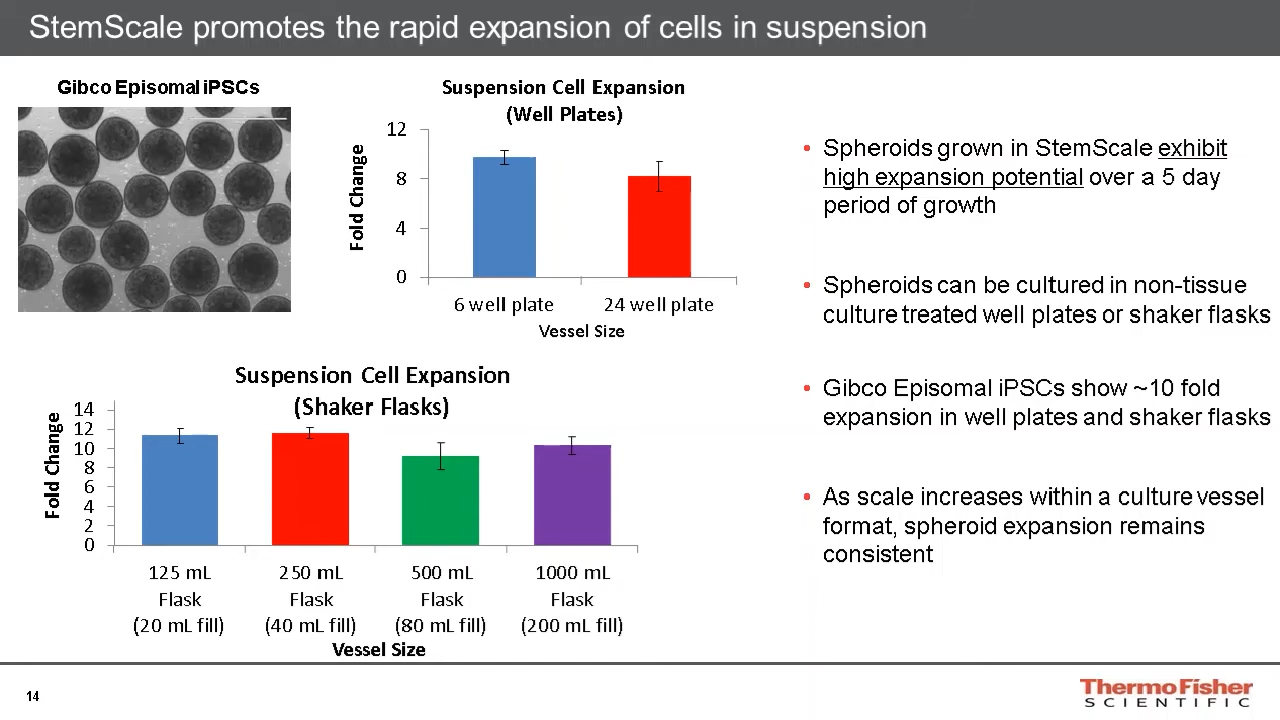 StemScale promotes the rapid expansion of cells in suspension
Gibco Episomal iPSCs
Suspension Cell Expansion
(Well Plates)
Fold Change
12
8
4
0
6 well plate
24 well plate
Vessel Size
Suspension Cell Expansion
(Shaker Flasks)
Fold Change
14
12
10
8
6
4
2
0
125 mL
Flask
(20 mL fill)
250 mL
Flask
(40 mL fill)
500 mL
Flask
(80 mL fill)
1000 mL
Flask
(200 mL fill)
Vessel Size
• Spheroids grown in StemScale exhibit
high expansion potential over a 5 day
period of growth
• Spheroids can be cultured in non-tissue
culture treated well plates or shaker flasks
• Gibco Episomal iPSCs show ~10 fold
expansion in well plates and shaker flasks
• As scale increases within a culture vessel
format, spheroid expansion remains
consistent
14
ThermoFisher
SCIENTIFIC